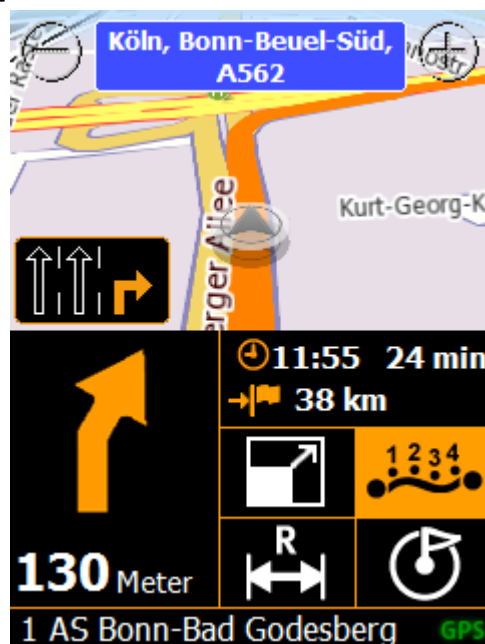 Köln, Bonn-Beuel-Süd,
A562
Kurt-Georg-K
erger Allee
11:55 24 min
38 km
1 2 3 4
R
130 Meter
1 AS Bonn-Bad Godesberg GPS